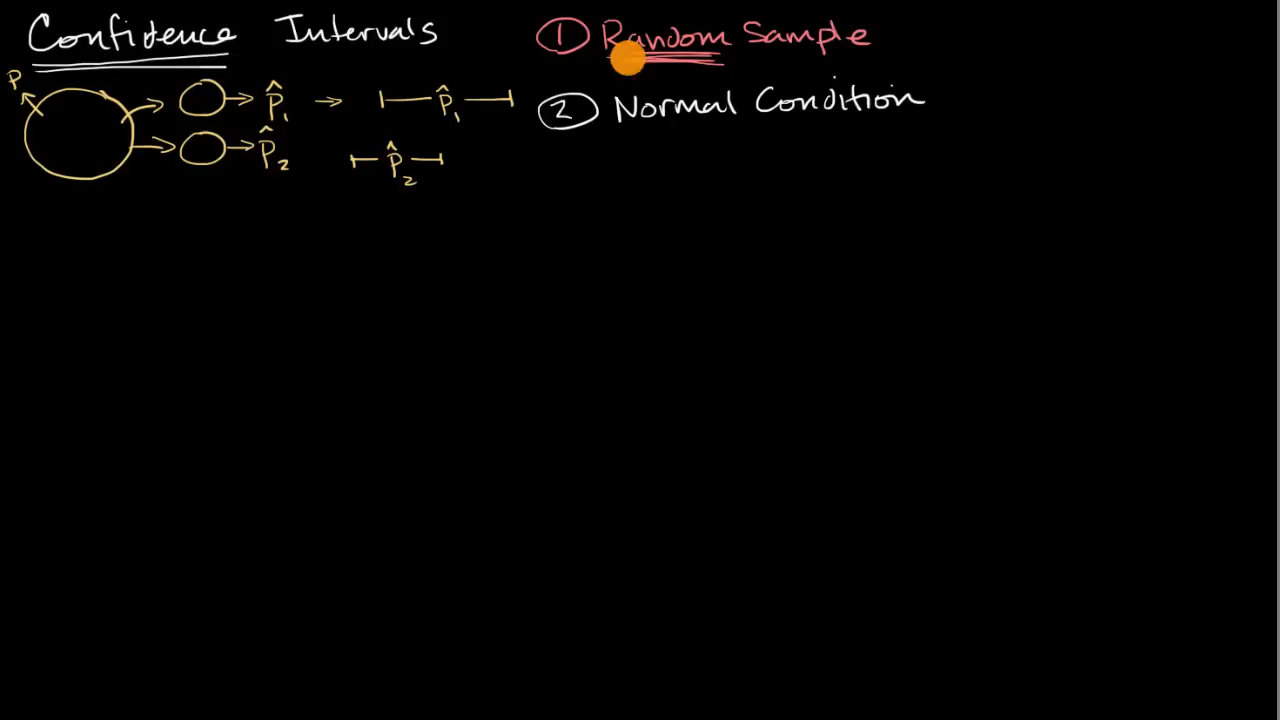 Confidence Intervals
① Random Sample
② Normal Condition
P
P̂₁ P̂₁
P̂₂ P̂₂